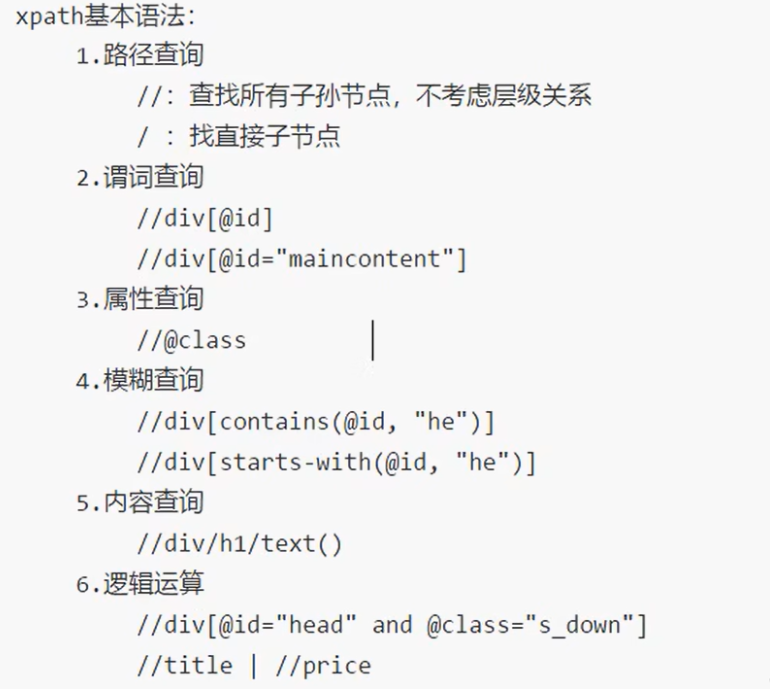 xpath基本语法:
1.路径查询
//: 查找所有子孙节点，不考虑层级关系
/ : 找直接子节点
2.谓词查询
//div[@id]
//div[@id="maincontent"]
3.属性查询
//@class
4.模糊查询
//div[contains(@id, "he")]
//div[starts-with(@id, "he")]
5.内容查询
//div/h1/text()
6.逻辑运算
//div[@id="head" and @class="s_down"]
//title | //price